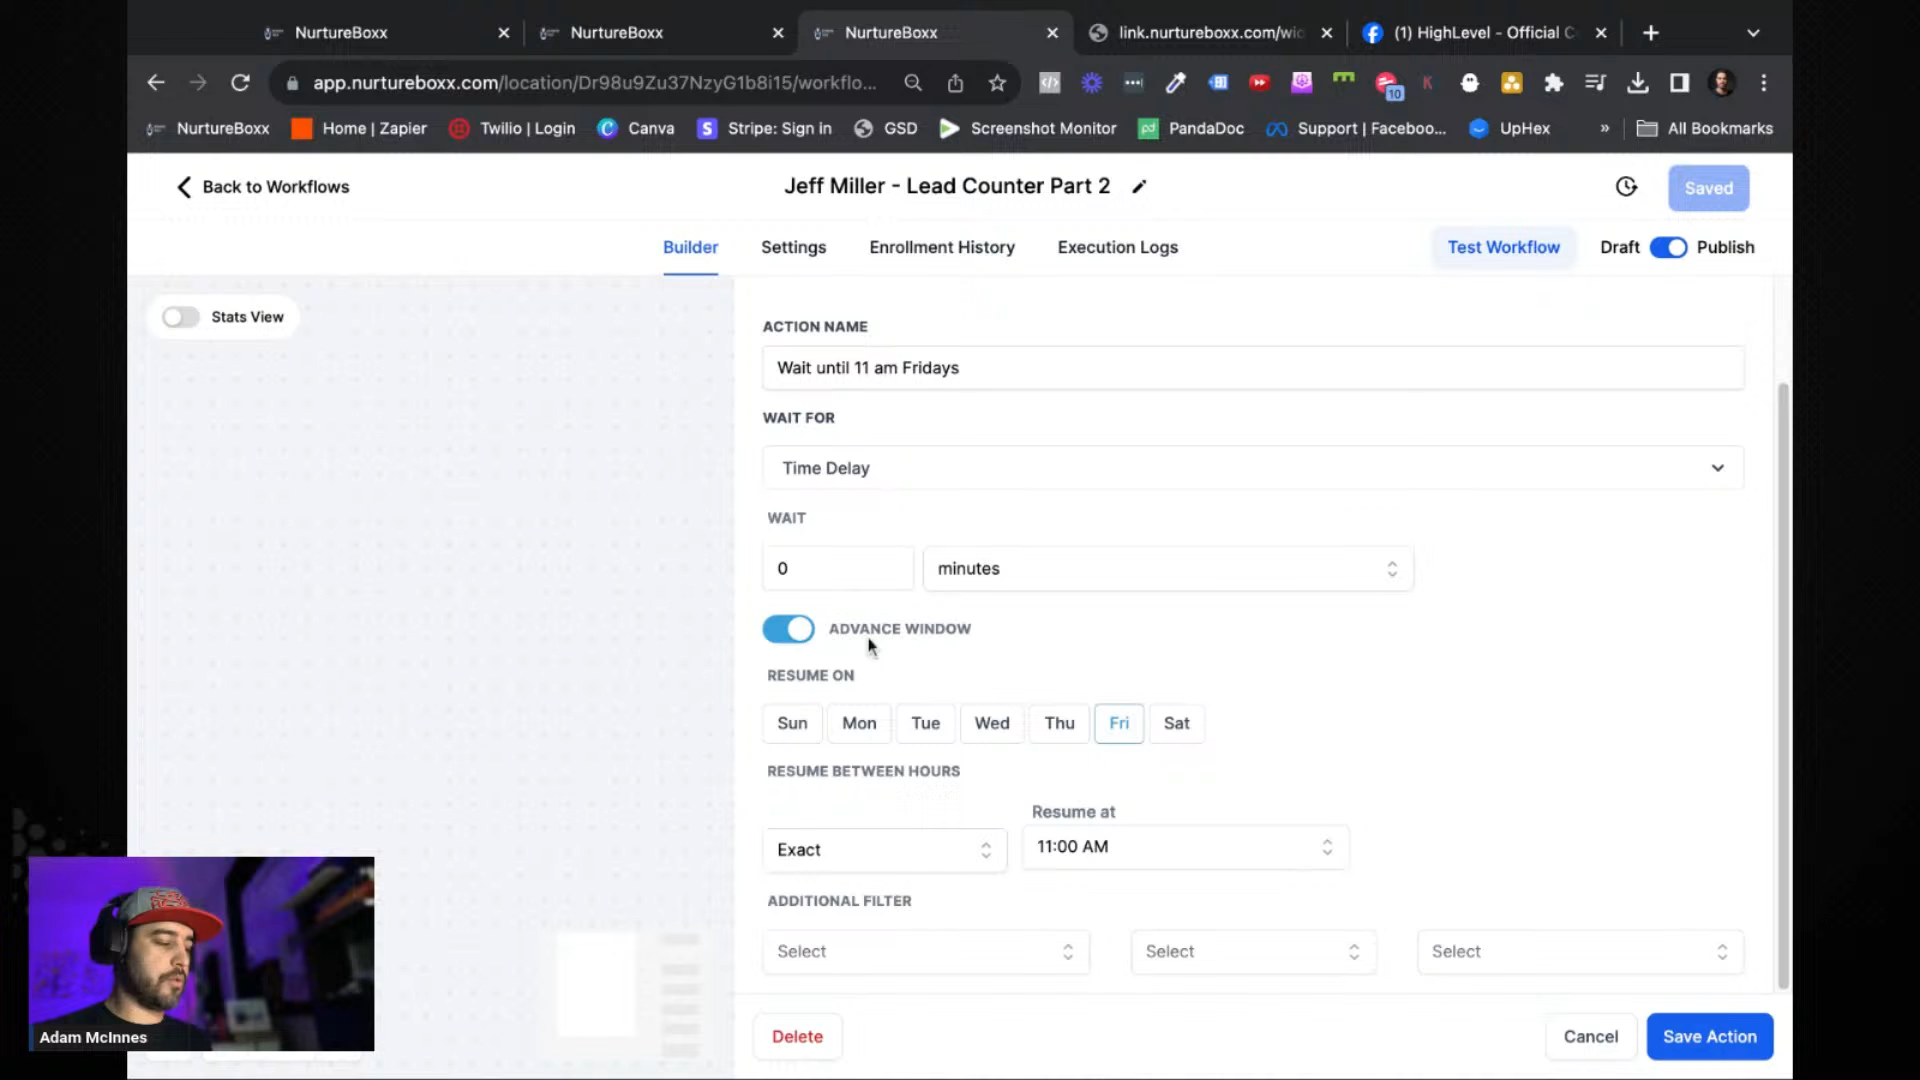 NurtureBoxx
NurtureBoxx
NurtureBoxx
link.nurtureboxx.com/wid
(1) HighLevel - Official C
app.nurtureboxx.com/location/Dr98u9Zu37NzyG1b8i15/workflo...
10
K
NurtureBoxx
Home | Zapier
Twilio | Login
Canva
S
Stripe: Sign in
GSD
Screenshot Monitor
pd
PandaDoc
Support | Faceboo...
UpHex
»
All Bookmarks
Back to Workflows
Jeff Miller - Lead Counter Part 2
Saved
Builder
Settings
Enrollment History
Execution Logs
Test Workflow
Draft
Publish
Stats View
ACTION NAME
Wait until 11 am Fridays
WAIT FOR
Time Delay
WAIT
0
minutes
ADVANCE WINDOW
RESUME ON
Sun
Mon
Tue
Wed
Thu
Fri
Sat
RESUME BETWEEN HOURS
Resume at
Exact
11:00 AM
ADDITIONAL FILTER
Select
Select
Select
Delete
Cancel
Save Action
Adam McInnes